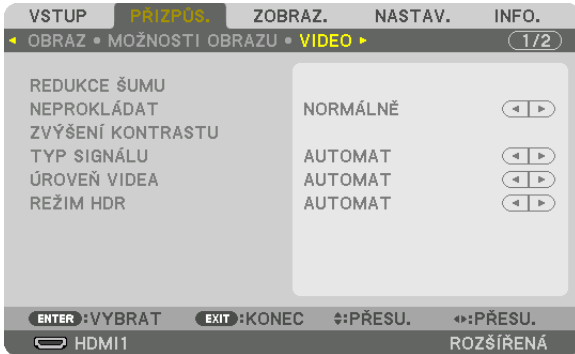 VSTUP PŘIZPŮS. ZOBRAZ. NASTAV. INFO.
OBRAZ • MOŽNOSTI OBRAZU • VIDEO 1/2
REDUKCE ŠUMU
NEPROKLÁDAT NORMÁLNĚ
ZVÝŠENÍ KONTRASTU
TYP SIGNÁLU AUTOMAT
ÚROVEŇ VIDEA AUTOMAT
REŽIM HDR AUTOMAT
ENTER :VYBRAT EXIT :KONEC :PŘESU. :PŘESU.
HDMI1 ROZŠÍŘENÁ